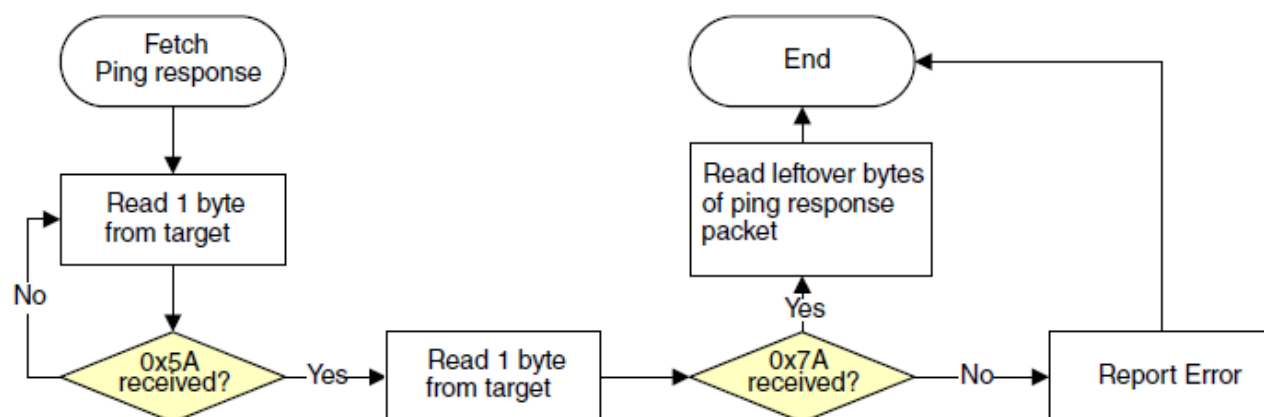 Fetch
Ping response
Read 1 byte
from target
No
0x5A
received?
Yes
Read 1 byte
from target
0x7A
received?
Yes
Read leftover bytes
of ping response
packet
End
No
Report Error